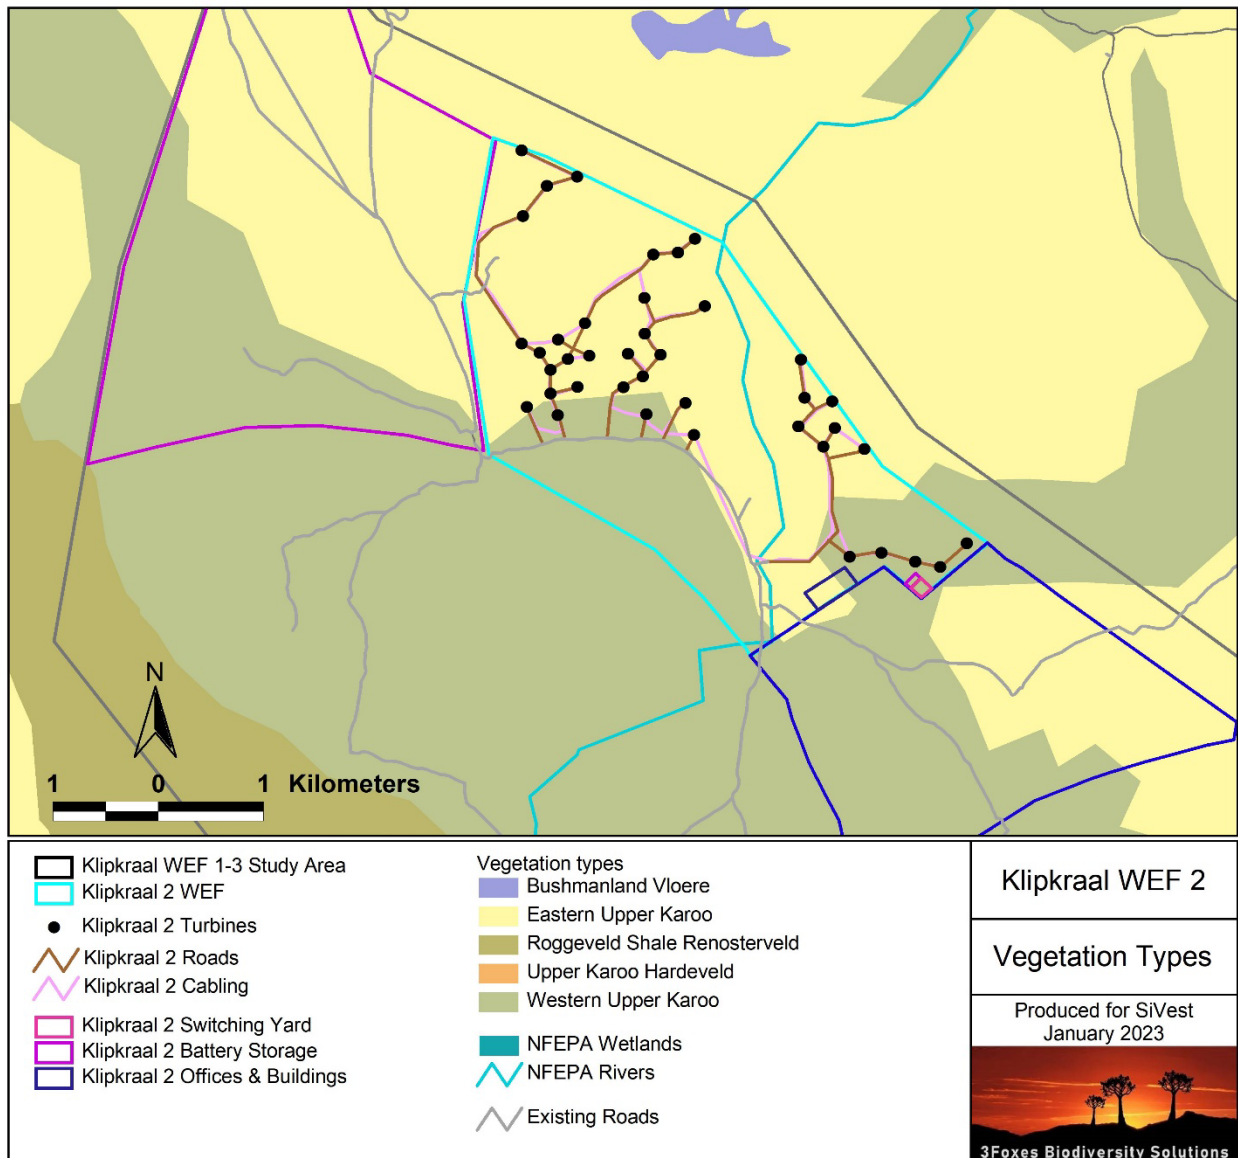 N
1 0 1 Kilometers
Klipkraal WEF 1-3 Study Area
Klipkraal 2 WEF
Klipkraal 2 Turbines
Klipkraal 2 Roads
Klipkraal 2 Cabling
Klipkraal 2 Switching Yard
Klipkraal 2 Battery Storage
Klipkraal 2 Offices & Buildings
Vegetation types
Bushmanland Vloere
Eastern Upper Karoo
Roggeveld Shale Renosterveld
Upper Karoo Hardeveld
Western Upper Karoo
NFEPA Wetlands
NFEPA Rivers
Existing Roads
Klipkraal WEF 2
Vegetation Types
Produced for SiVest
January 2023
3Foxes Biodiversity Solutions